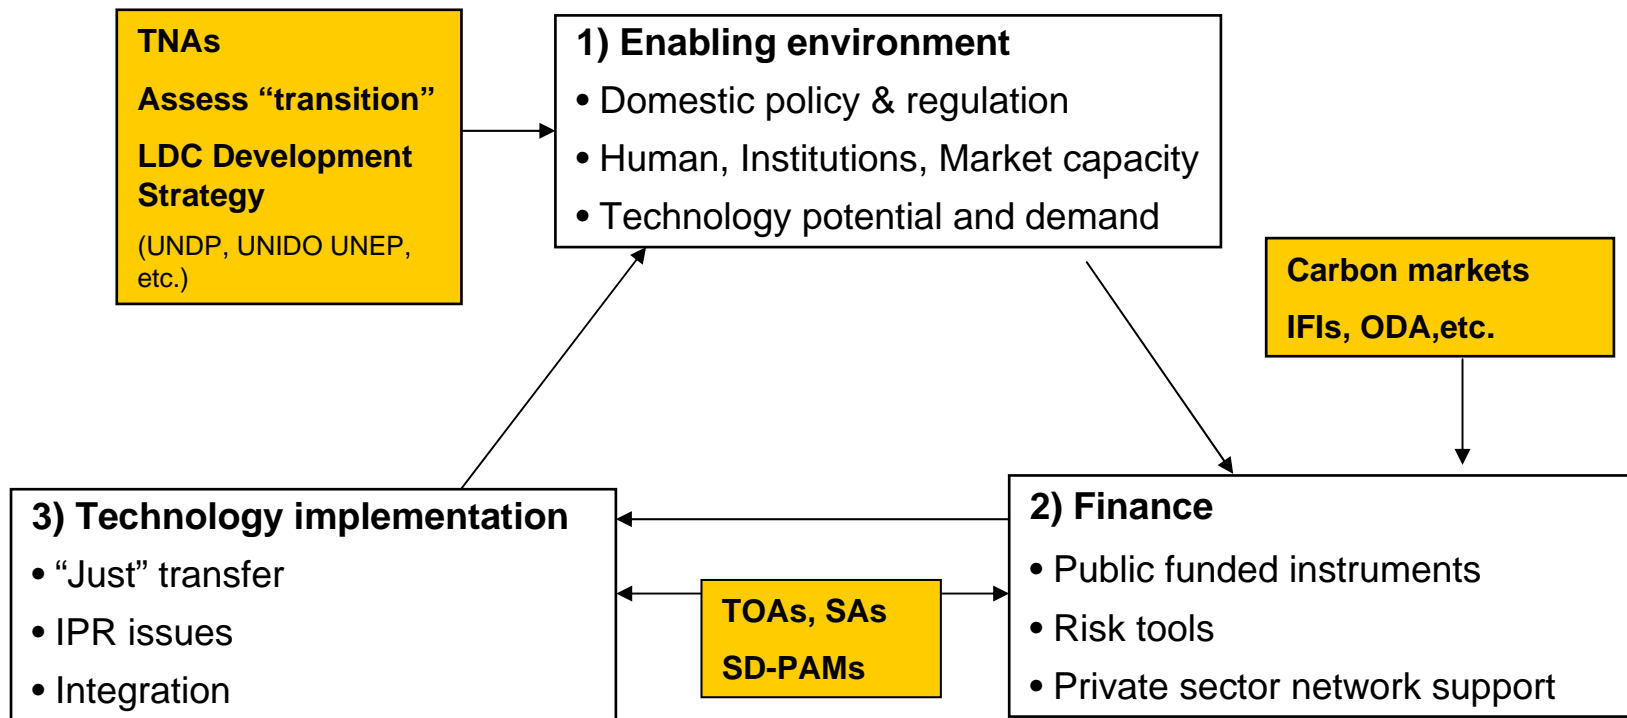 TNAs
Assess “transition”
LDC Development
Strategy
(UNDP, UNIDO UNEP,
etc.)
1) Enabling environment
• Domestic policy & regulation
• Human, Institutions, Market capacity
• Technology potential and demand
Carbon markets
IFIs, ODA,etc.
3) Technology implementation
• “Just” transfer
• IPR issues
• Integration
TOAs, SAs
SD-PAMs
2) Finance
• Public funded instruments
• Risk tools
• Private sector network support